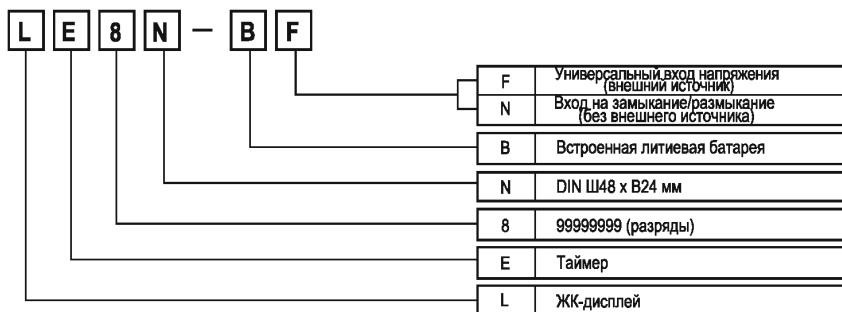 L E 8 N – B F
F Универсальный вход напряжения
(внешний источник)
N Вход на замыкание/размыкание
(без внешнего источника)
B Встроенная литиевая батарея
N DIN Ш48 x В24 мм
8 99999999 (разряды)
E Таймер
L ЖК-дисплей